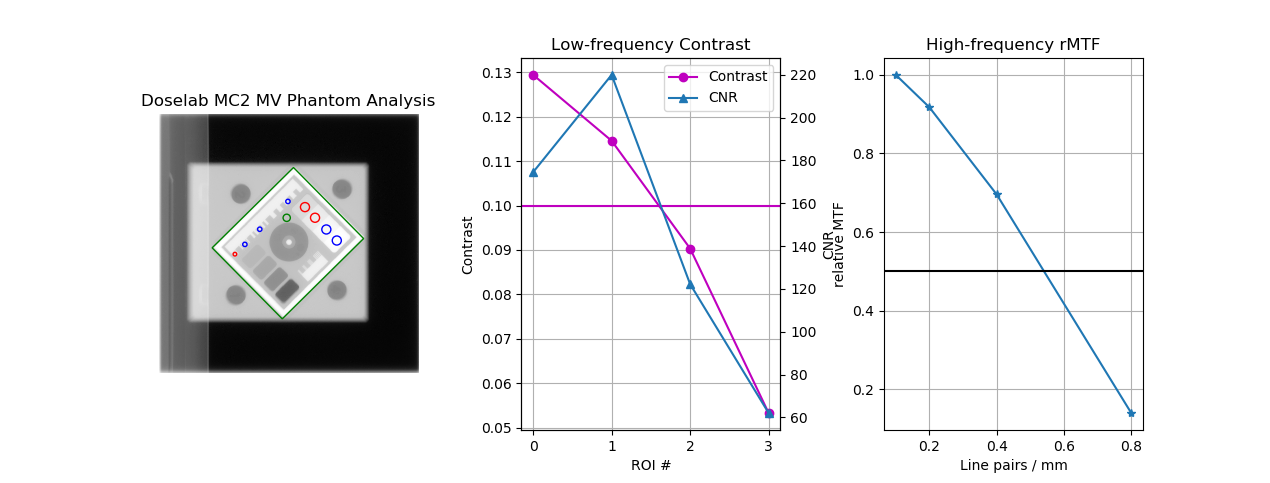 Doselab MC2 MV Phantom Analysis
Low-frequency Contrast
Contrast
CNR
0.13
0.12
0.11
0.10
0.09
0.08
0.07
0.06
0.05
Contrast
220
200
180
160
140
120
100
80
60
CNR
0 1 2 3
ROI #
High-frequency rMTF
1.0
0.8
0.6
0.4
0.2
relative MTF
0.2 0.4 0.6 0.8
Line pairs / mm